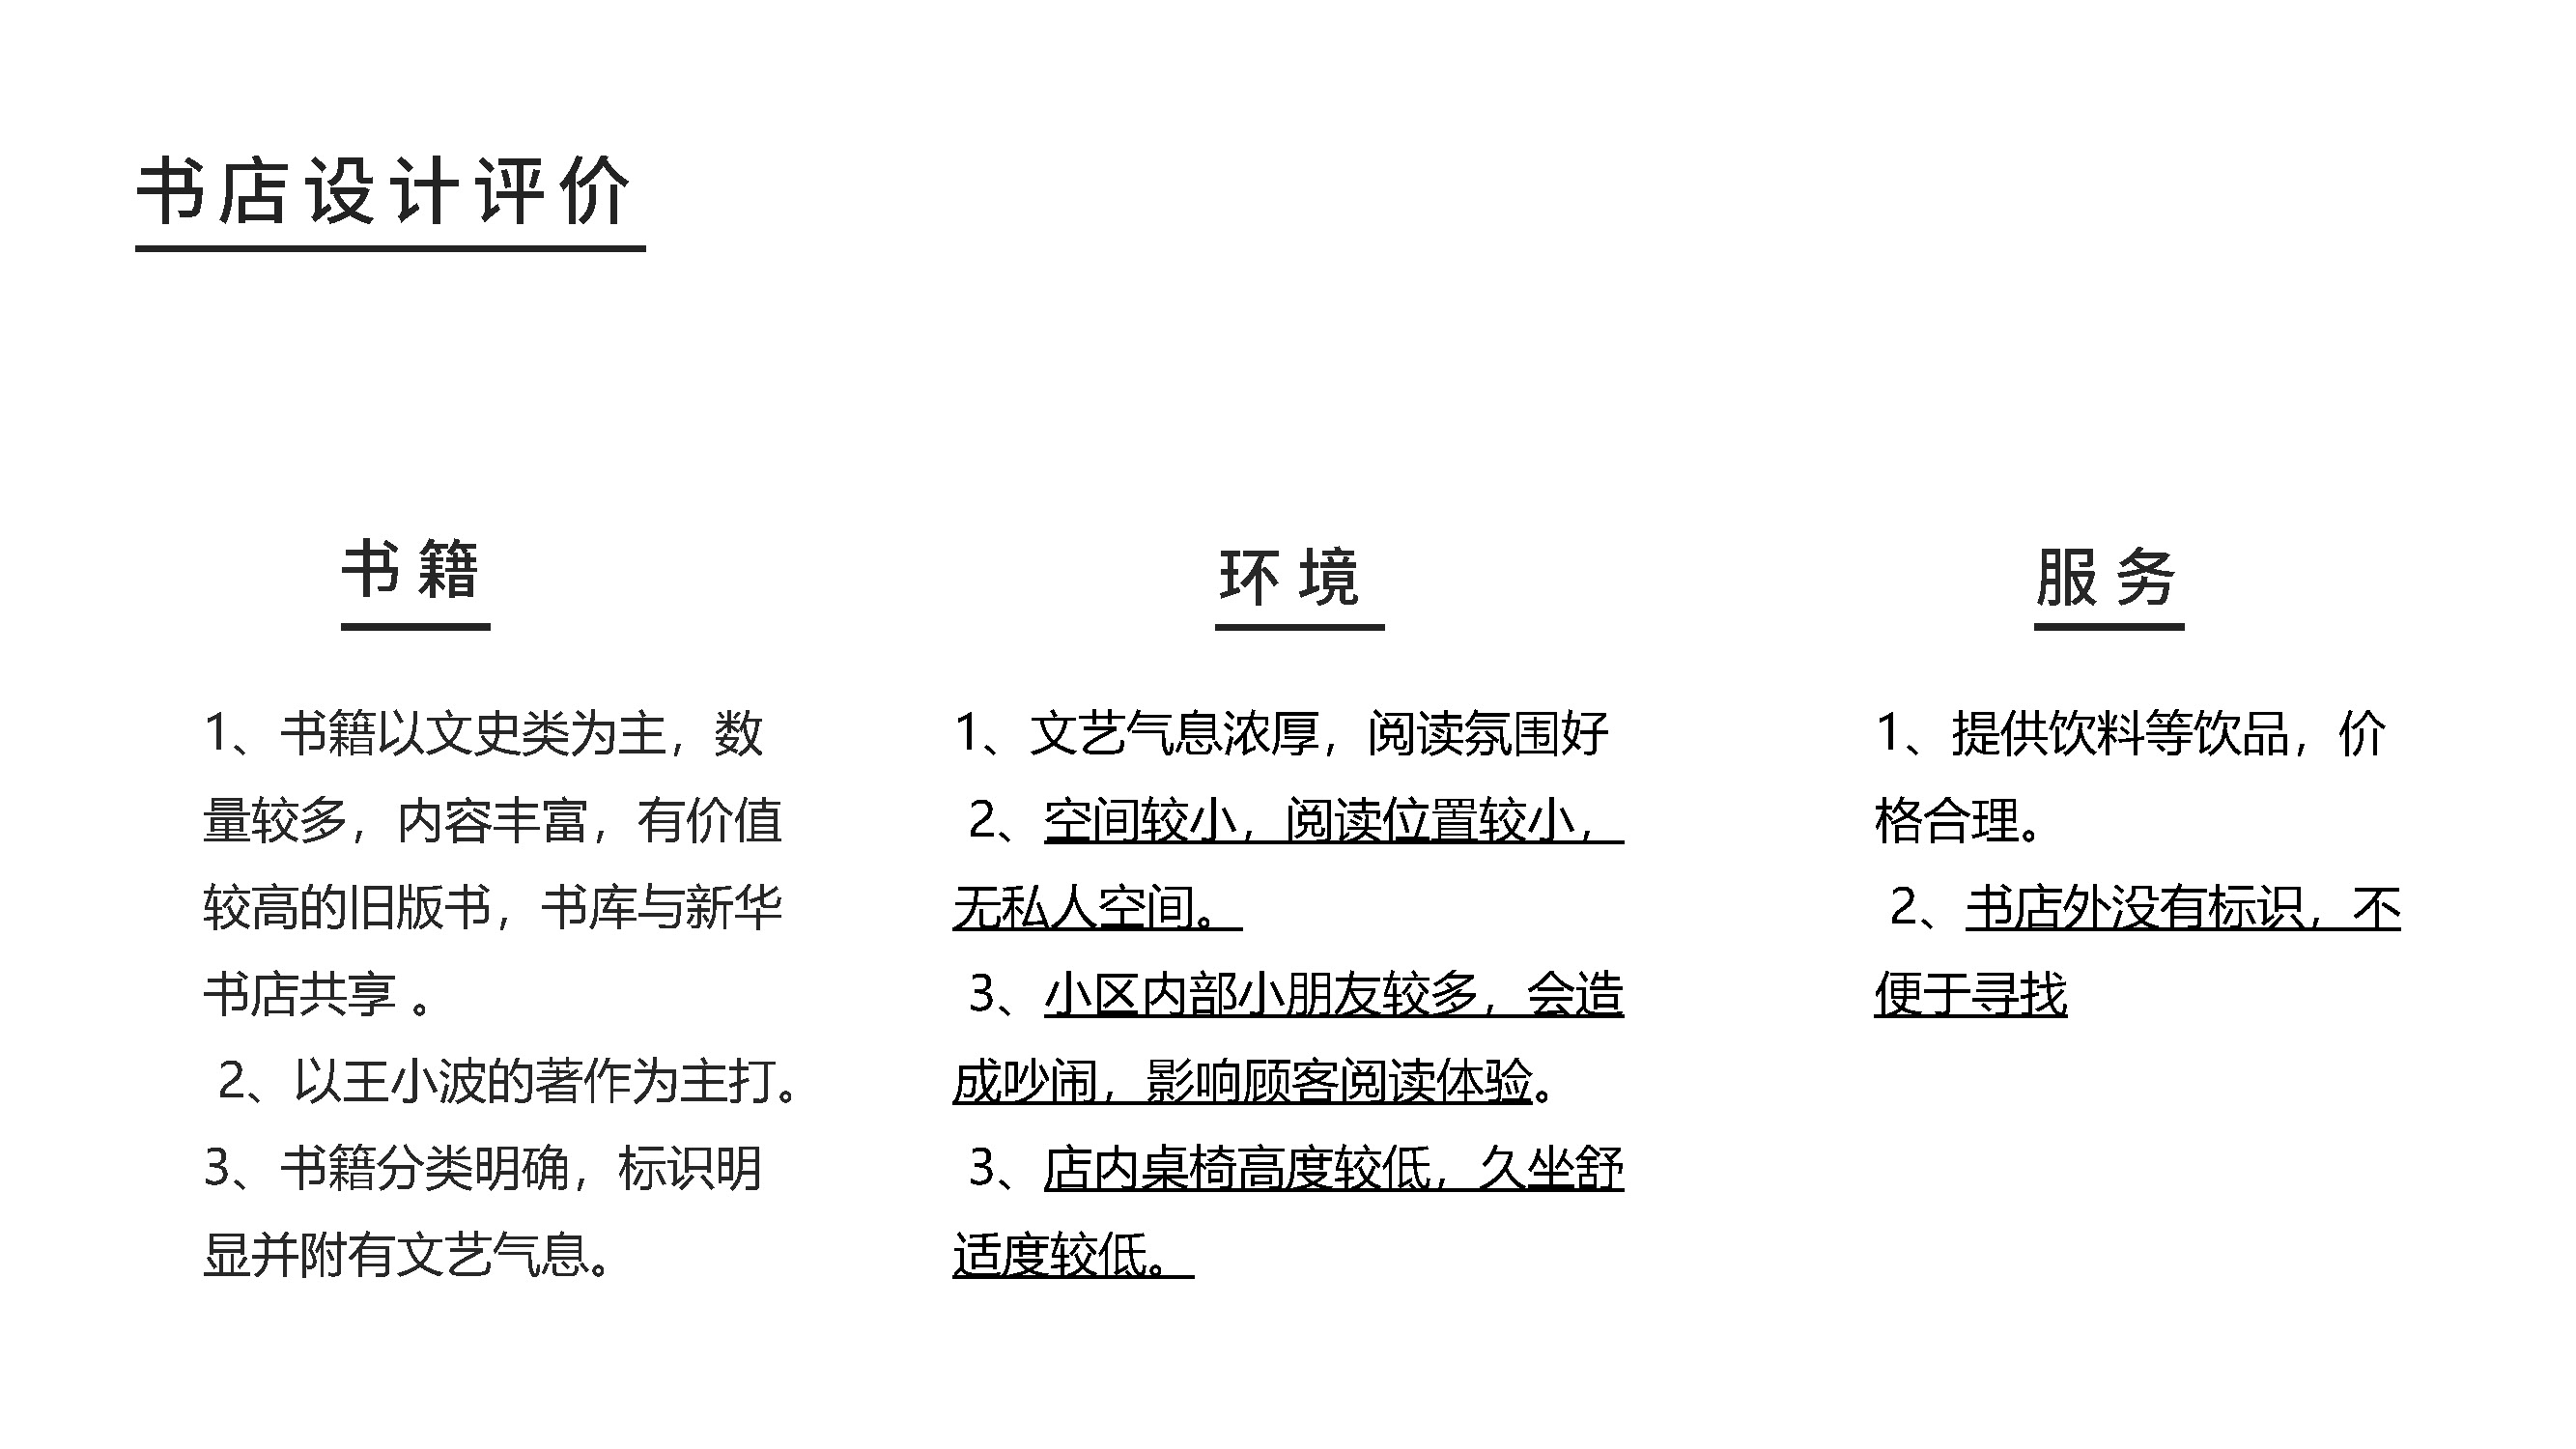 书店设计评价
书籍
1、书籍以文史类为主，数
量较多，内容丰富，有价值
较高的旧版书，书库与新华
书店共享 。
2、以王小波的著作为主打。
3、书籍分类明确，标识明
显并附有文艺气息。
环境
1、文艺气息浓厚，阅读氛围好
2、空间较小，阅读位置较小，
无私人空间。
3、小区内部小朋友较多，会造
成吵闹，影响顾客阅读体验。
3、店内桌椅高度较低，久坐舒
适度较低。
服务
1、提供饮料等饮品，价
格合理。
2、书店外没有标识，不
便于寻找